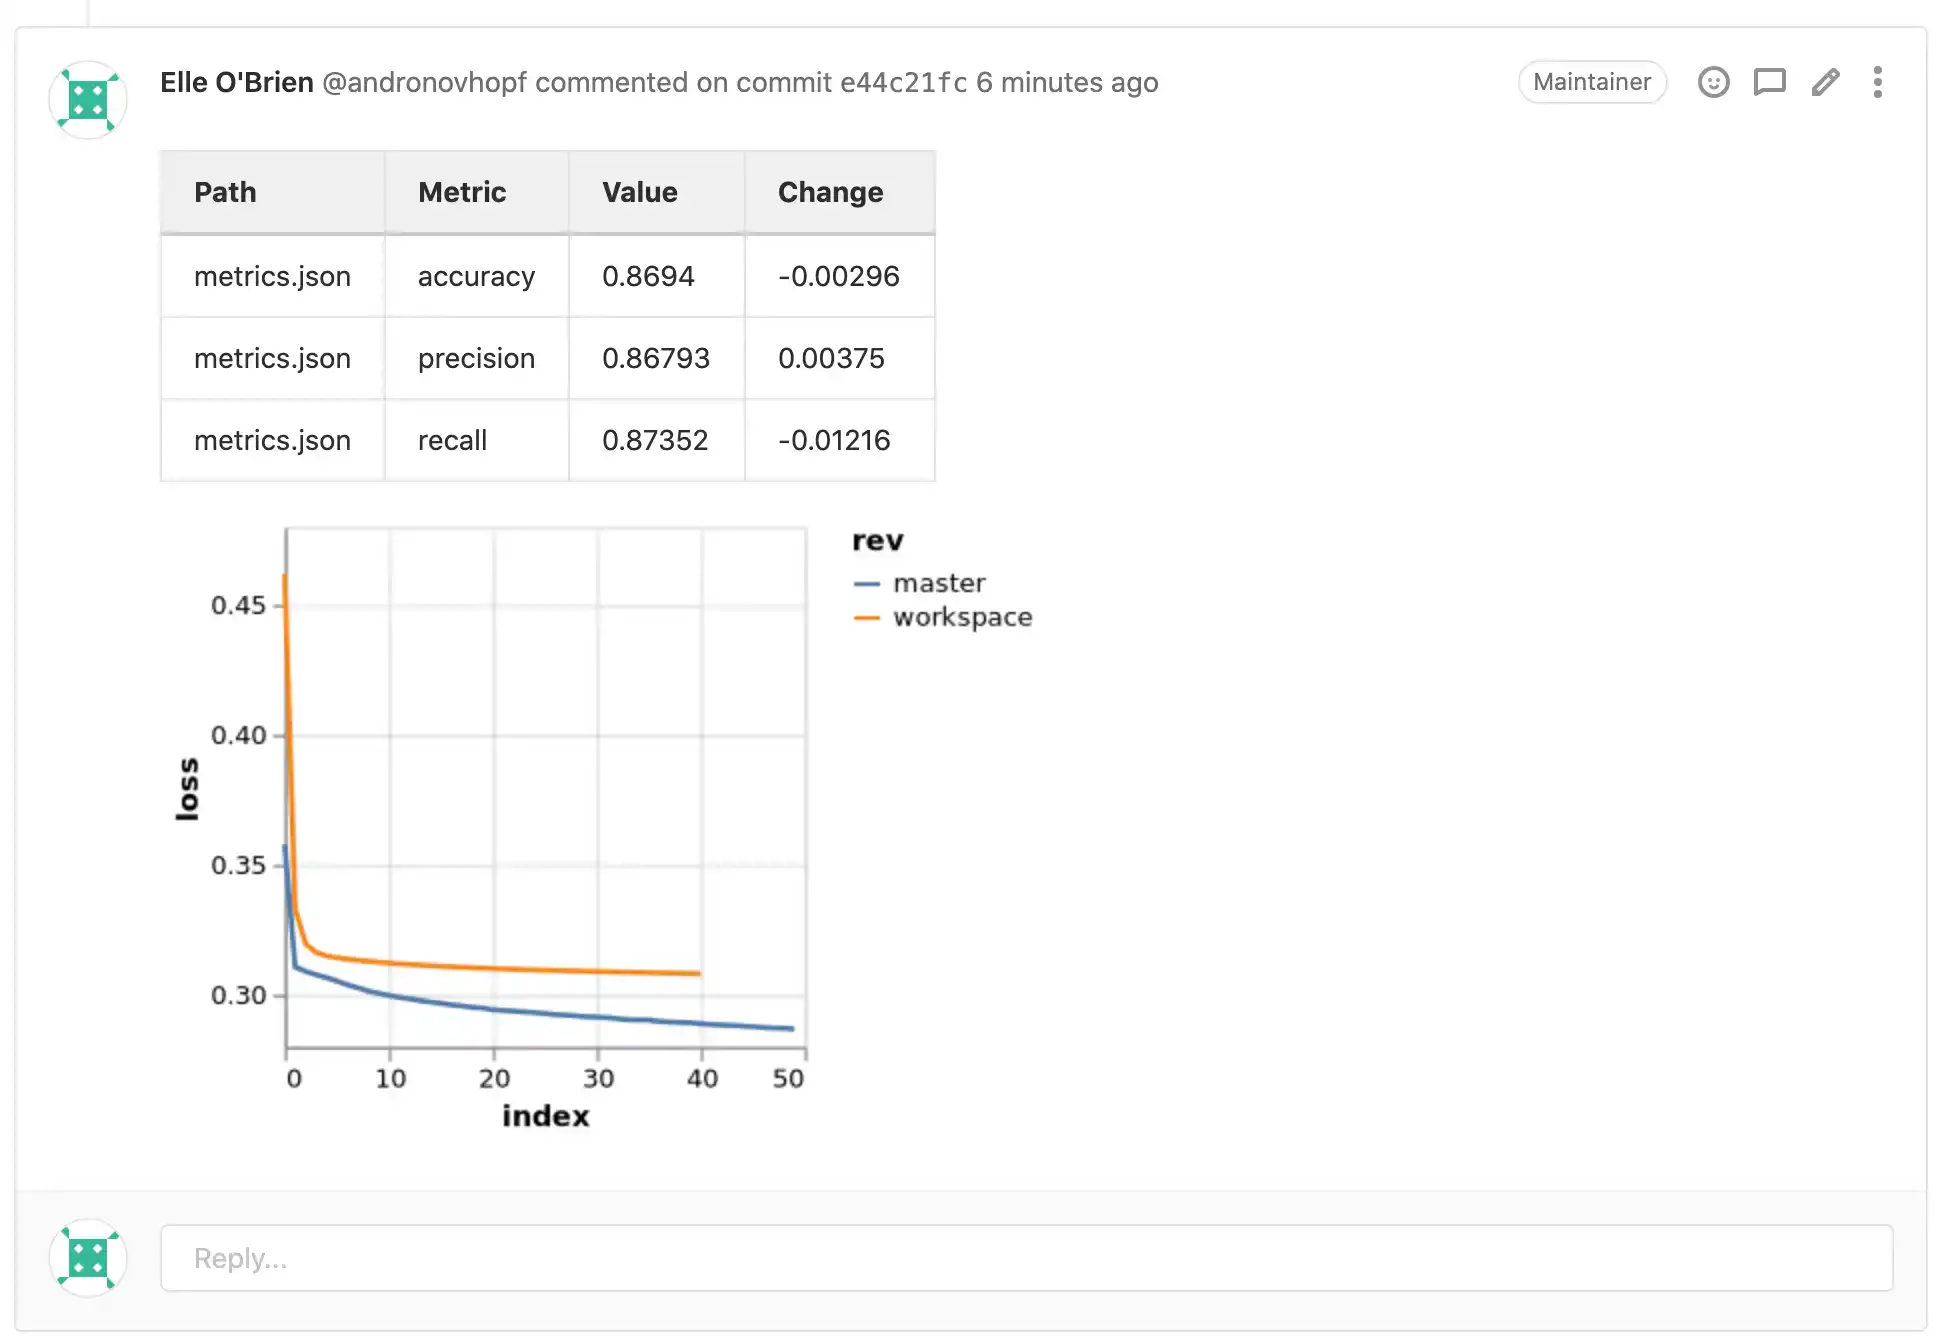 Elle O'Brien @andronovhopf commented on commit e44c21fc 6 minutes ago
Maintainer
Path Metric Value Change
metrics.json accuracy 0.8694 -0.00296
metrics.json precision 0.86793 0.00375
metrics.json recall 0.87352 -0.01216
rev
master
workspace
0.45
0.40
0.35
0.30
loss
0 10 20 30 40 50
index
Reply...